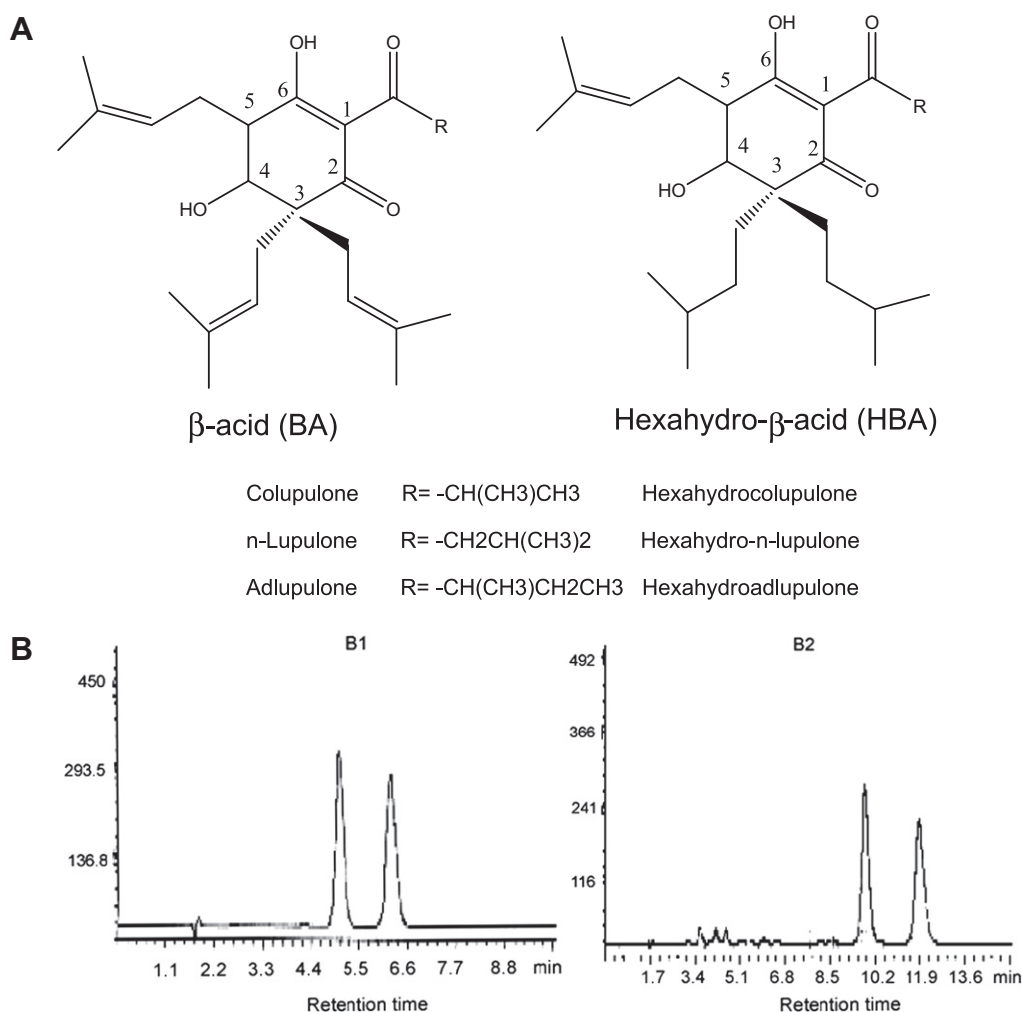 A
OH O OH O
6 6
5 1 R 5 1 R
4 2 4 2
3 3
HO O HO O
β-acid (BA) Hexahydro-β-acid (HBA)
Colupulone R= -CH(CH3)CH3 Hexahydrocolupulone
n-Lupulone R= -CH2CH(CH3)2 Hexahydro-n-lupulone
Adlupulone R= -CH(CH3)CH2CH3 Hexahydroadlupulone
B
B1
450
293.5
136.8
1.1 2.2 3.3 4.4 5.5 6.6 7.7 8.8 min
Retention time
B2
492
366
241
116
1.7 3.4 5.1 6.8 8.5 10.2 11.9 13.6 min
Retention time